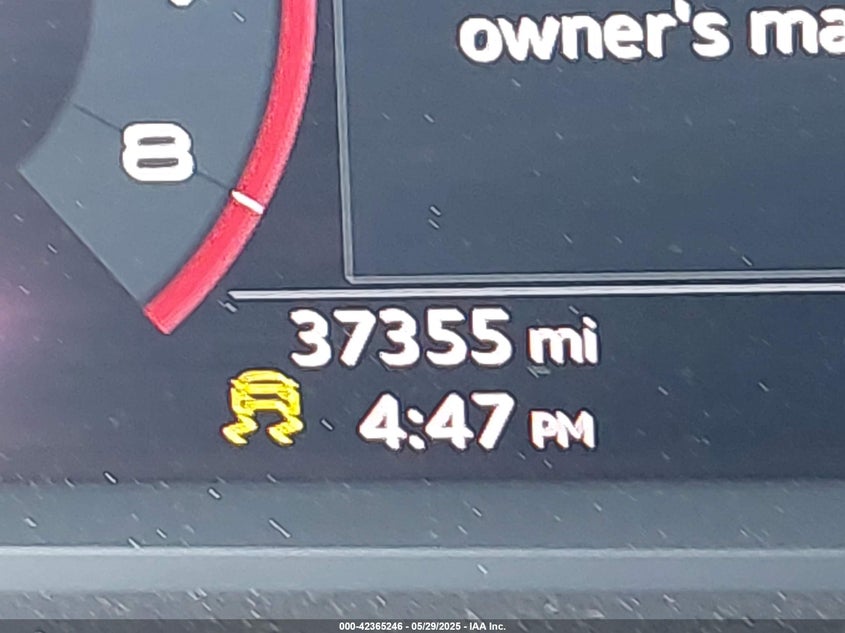 owner's ma
8
37355 mi
4:47 PM
000-42365246 - 05/29/2025 - IAA Inc.